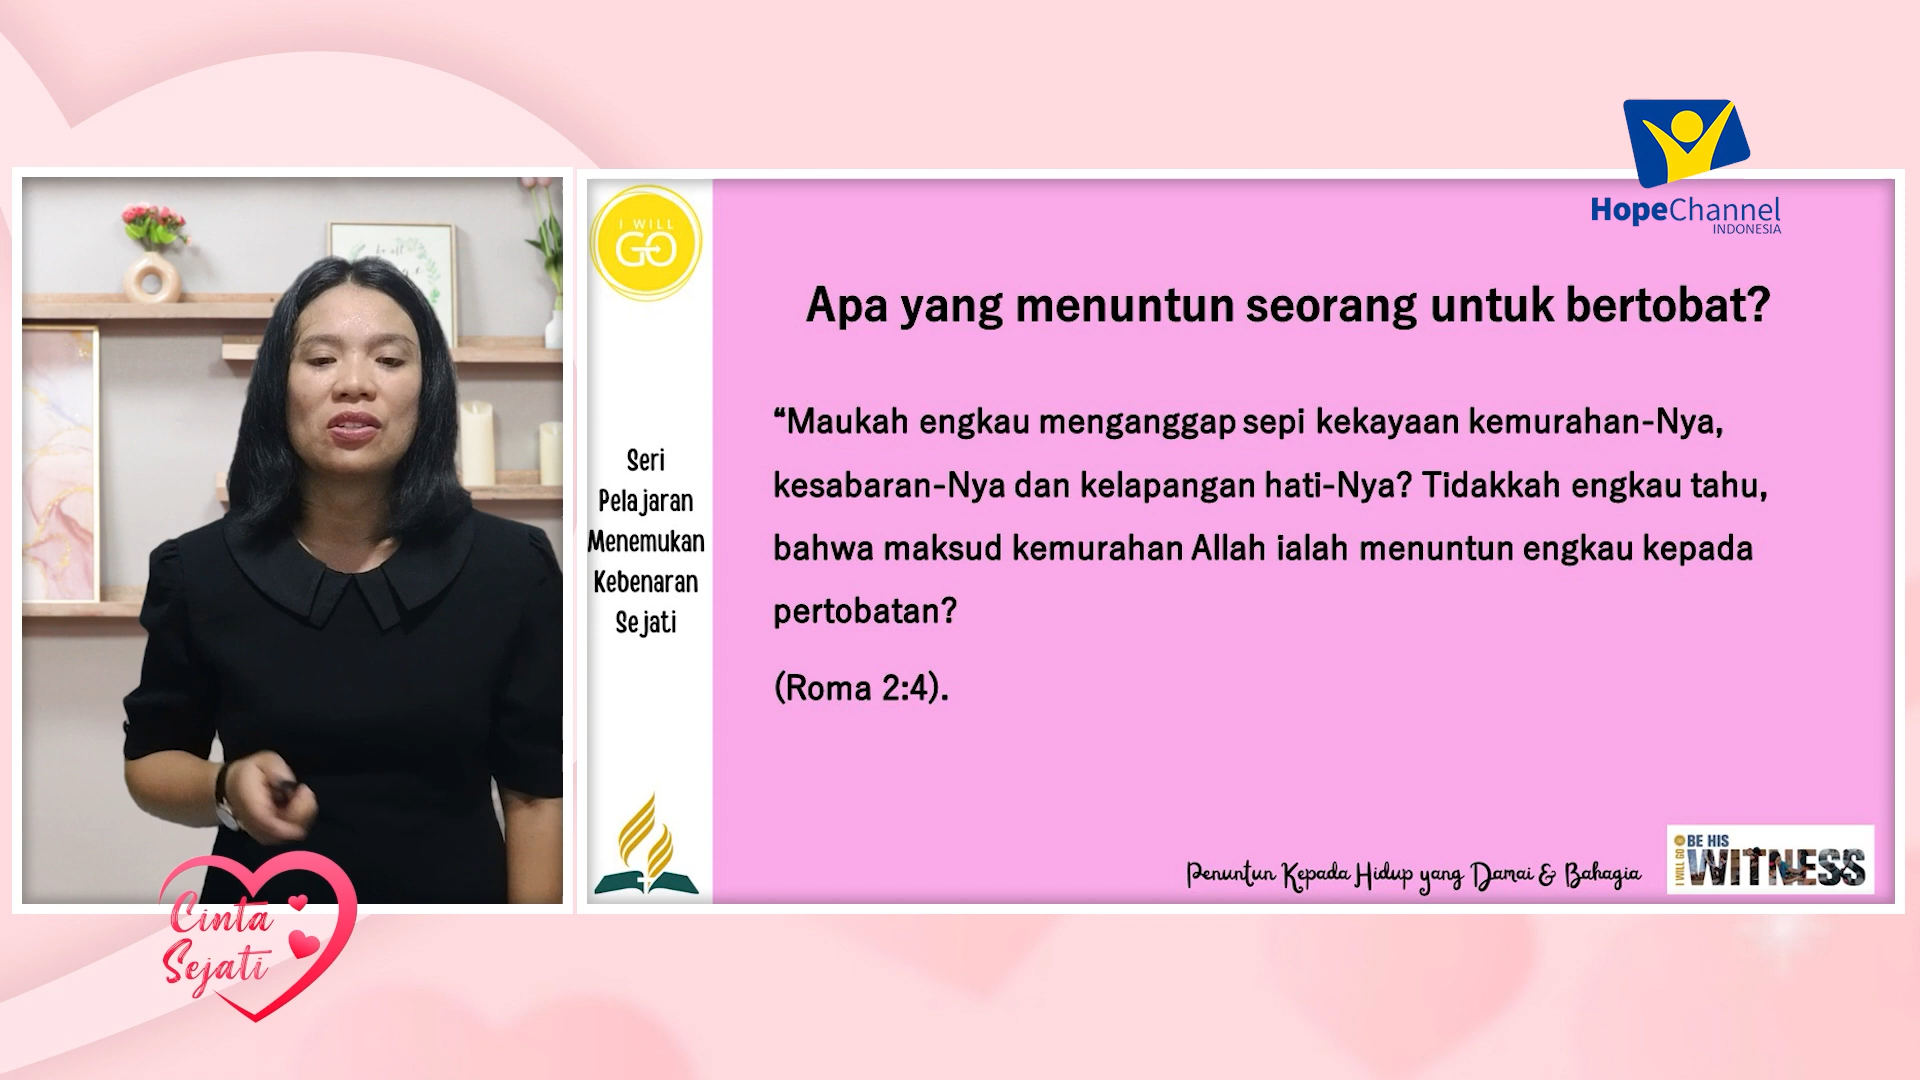 HopeChannel
INDONESIA
I WILL
GO
Apa yang menuntun seorang untuk bertobat?
“Maukah engkau menganggap sepi kekayaan kemurahan-Nya,
kesabaran-Nya dan kelapangan hati-Nya? Tidakkah engkau tahu,
bahwa maksud kemurahan Allah ialah menuntun engkau kepada
pertobatan?
(Roma 2:4).
Seri
Pelajaran
Menemukan
Kebenaran
Sejati
Penuntun Kepada Hidup yang Damai & Bahagia
I WILL GO
BE HIS
WITNESS
Cinta
Sejati